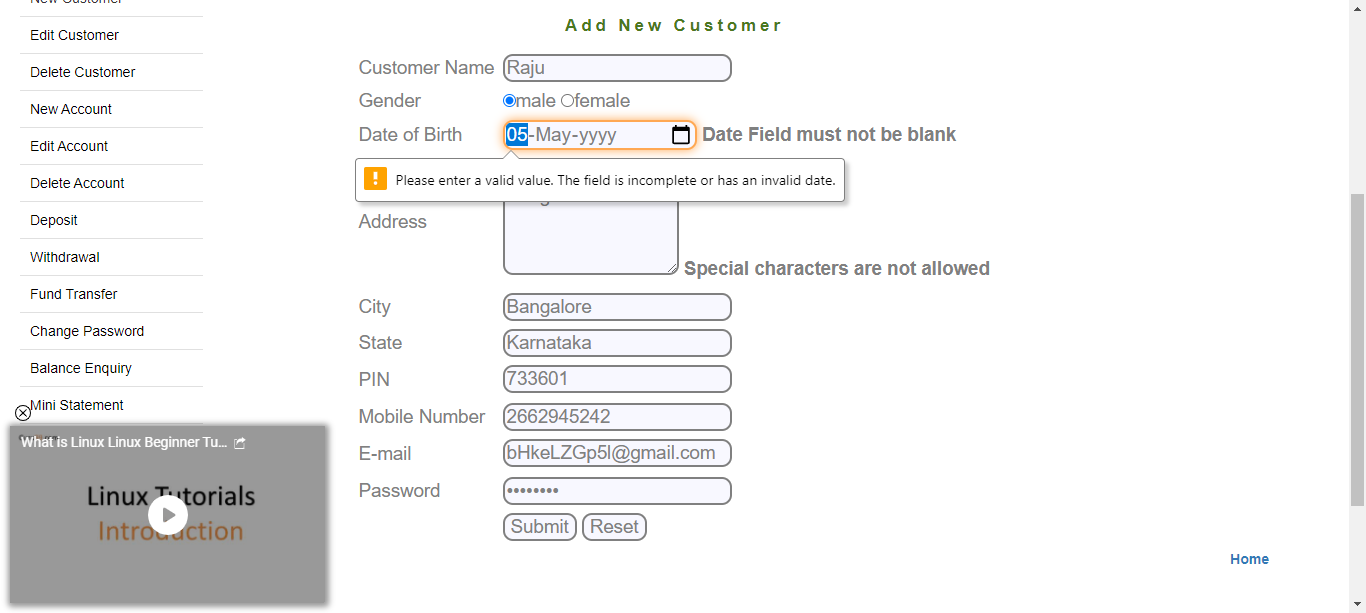 New Customer
Edit Customer
Delete Customer
New Account
Edit Account
Delete Account
Deposit
Withdrawal
Fund Transfer
Change Password
Balance Enquiry
Mini Statement
What is Linux Linux Beginner Tu...
Linux Tutorials
Introduction
Add New Customer
Customer Name Raju
Gender male female
Date of Birth 05-May-yyyy Date Field must not be blank
! Please enter a valid value. The field is incomplete or has an invalid date.
Address
Special characters are not allowed
City Bangalore
State Karnataka
PIN 733601
Mobile Number 2662945242
E-mail bHkeLZGp5l@gmail.com
Password ••••••••
Submit Reset
Home